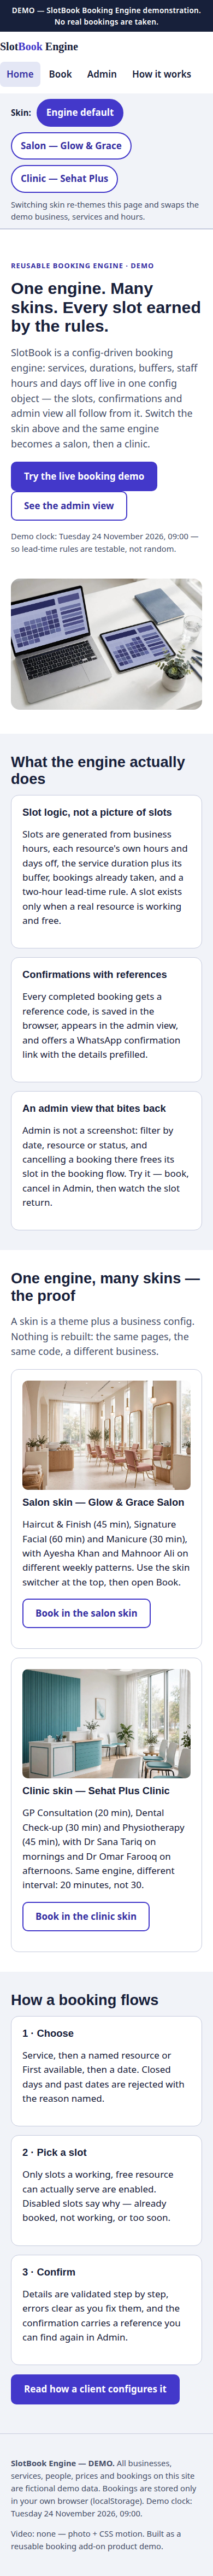 DEMO — SlotBook Booking Engine demonstration.
No real bookings are taken.
SlotBook Engine
Home Book Admin How it works
Skin: Engine default
Salon — Glow & Grace
Clinic — Sehat Plus
Switching skin re-themes this page and swaps the
demo business, services and hours.
REUSABLE BOOKING ENGINE · DEMO
One engine. Many
skins. Every slot earned
by the rules.
SlotBook is a config-driven booking
engine: services, durations, buffers, staff
hours and days off live in one config
object — the slots, confirmations and
admin view all follow from it. Switch the
skin above and the same engine
becomes a salon, then a clinic.
Try the live booking demo
See the admin view
Demo clock: Tuesday 24 November 2026, 09:00 —
so lead-time rules are testable, not random.
What the engine actually
does
Slot logic, not a picture of slots
Slots are generated from business
hours, each resource's own hours and
days off, the service duration plus its
buffer, bookings already taken, and a
two-hour lead-time rule. A slot exists
only when a real resource is working
and free.
Confirmations with references
Every completed booking gets a
reference code, is saved in the
browser, appears in the admin view,
and offers a WhatsApp confirmation
link with the details prefilled.
An admin view that bites back
Admin is not a screenshot: filter by
date, resource or status, and
cancelling a booking there frees its
slot in the booking flow. Try it — book,
cancel in Admin, then watch the slot
return.
One engine, many skins —
the proof
A skin is a theme plus a business config.
Nothing is rebuilt: the same pages, the
same code, a different business.
Salon skin — Glow & Grace Salon
Haircut & Finish (45 min), Signature
Facial (60 min) and Manicure (30 min),
with Ayesha Khan and Mahnoor Ali on
different weekly patterns. Use the skin
switcher at the top, then open Book.
Book in the salon skin
Clinic skin — Sehat Plus Clinic
GP Consultation (20 min), Dental
Check-up (30 min) and Physiotherapy
(45 min), with Dr Sana Tariq on
mornings and Dr Omar Farooq on
afternoons. Same engine, different
interval: 20 minutes, not 30.
Book in the clinic skin
How a booking flows
1 · Choose
Service, then a named resource or
First available, then a date. Closed
days and past dates are rejected with
the reason named.
2 · Pick a slot
Only slots a working, free resource
can actually serve are enabled.
Disabled slots say why — already
booked, not working, or too soon.
3 · Confirm
Details are validated step by step,
errors clear as you fix them, and the
confirmation carries a reference you
can find again in Admin.
Read how a client configures it
SlotBook Engine — DEMO. All businesses,
services, people, prices and bookings on this site
are fictional demo data. Bookings are stored only
in your own browser (localStorage). Demo clock:
Tuesday 24 November 2026, 09:00.
Video: none — photo + CSS motion. Built as a
reusable booking add-on product demo.